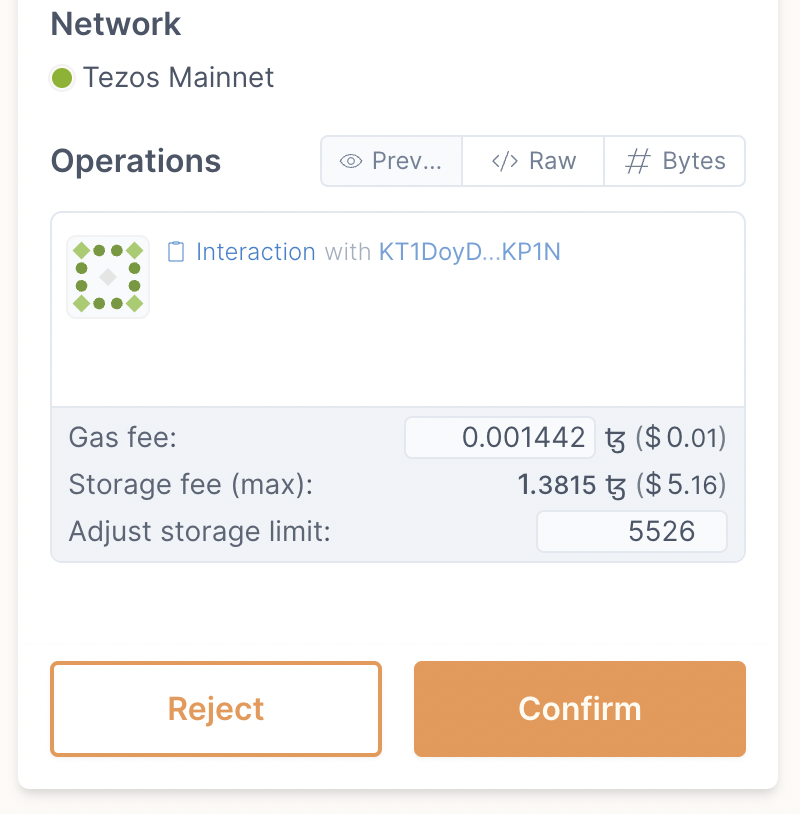 Network
Tezos Mainnet
Operations
Prev...
</> Raw
# Bytes
Interaction with KT1DoyD...KP1N
Gas fee: 0.001442 ꜩ ($ 0.01)
Storage fee (max): 1.3815 ꜩ ($ 5.16)
Adjust storage limit: 5526
Reject
Confirm